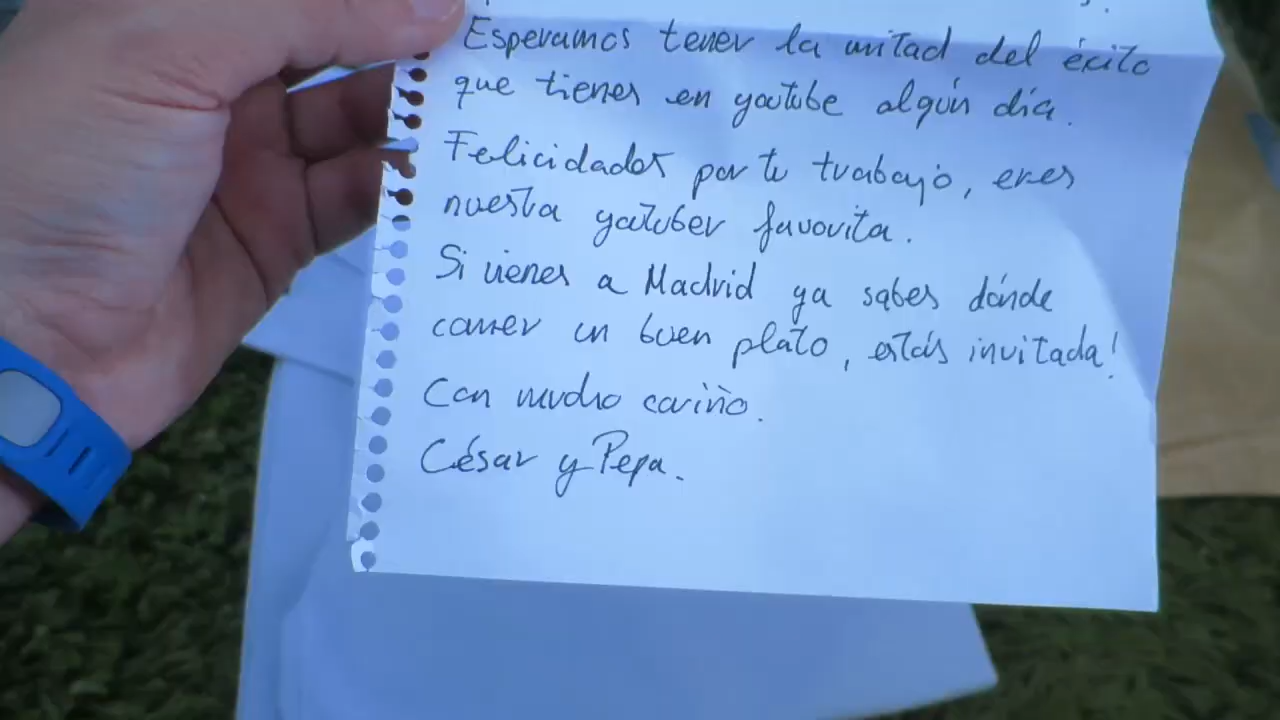 Esperamos tener la mitad del éxito
que tienes en youtube algún día.
Felicidades por tu trabajo, eres
nuestra youtuber favorita.
Si vienes a Madrid ya sabes dónde
comer un buen plato, estás invitada!
Con mucho cariño.
César y Pepa.